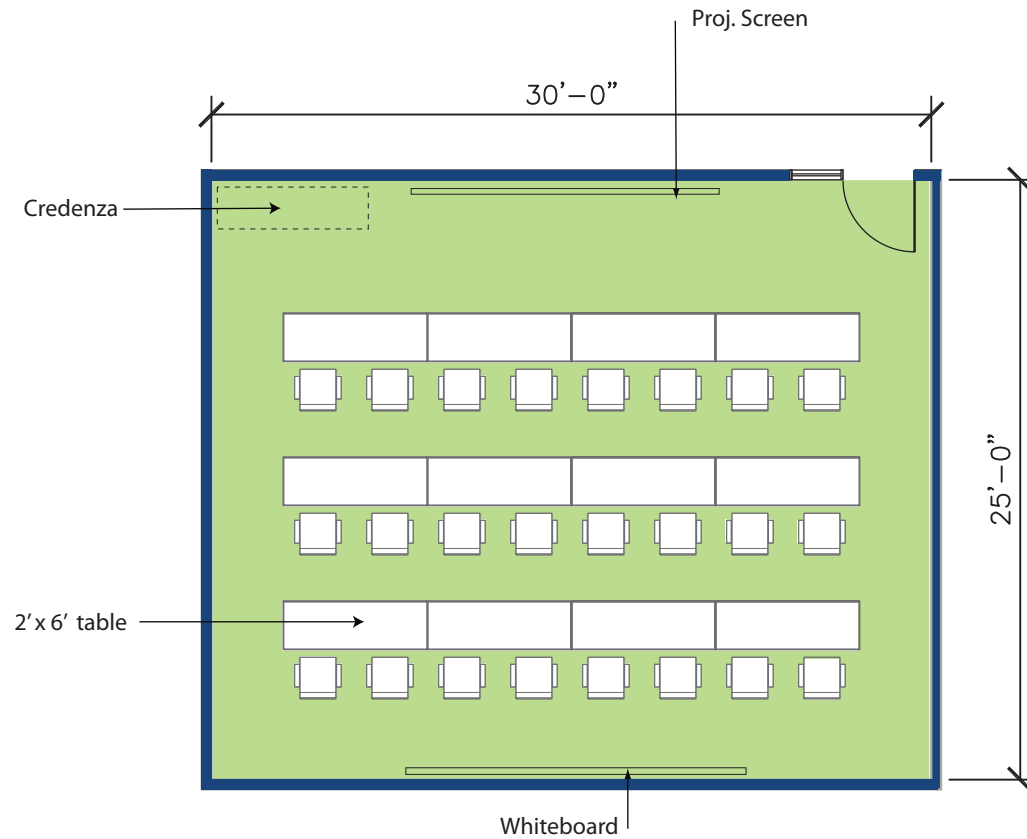 Proj. Screen
30’–0”
Credenza
25’–0”
2’ x 6’ table
Whiteboard